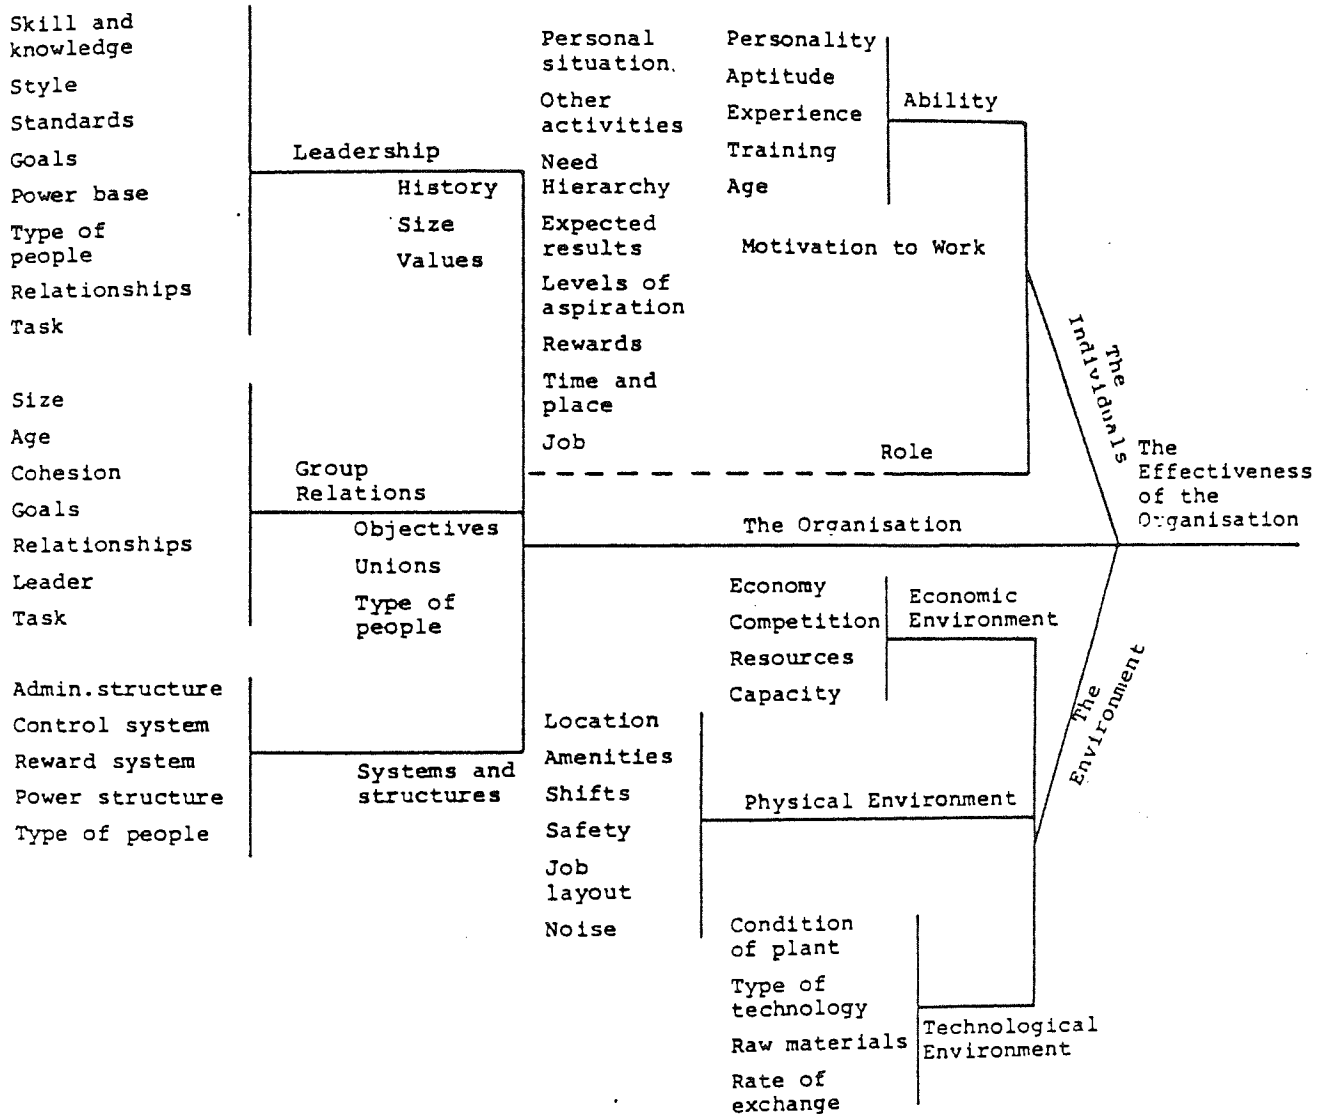 Skill and
knowledge
Style
Standards
Goals
Power base
Type of
people
Relationships
Task
Leadership
History
Size
Values
Size
Age
Cohesion
Goals
Relationships
Leader
Task
Group
Relations
Objectives
Unions
Type of
people
Admin.structure
Control system
Reward system
Power structure
Type of people
Systems and
structures
Personal
situation.
Other
activities
Need
Hierarchy
Expected
results
Levels of
aspiration
Rewards
Time and
place
Job
Personality
Aptitude
Experience
Training
Age
Ability
Motivation to Work
Role
The
Individuals
The Organisation
The
Effectiveness
of the
Organisation
Economy
Competition
Resources
Capacity
Economic
Environment
The
Environment
Location
Amenities
Shifts
Safety
Job
layout
Noise
Physical Environment
Condition
of plant
Type of
technology
Raw materials
Rate of
exchange
Technological
Environment